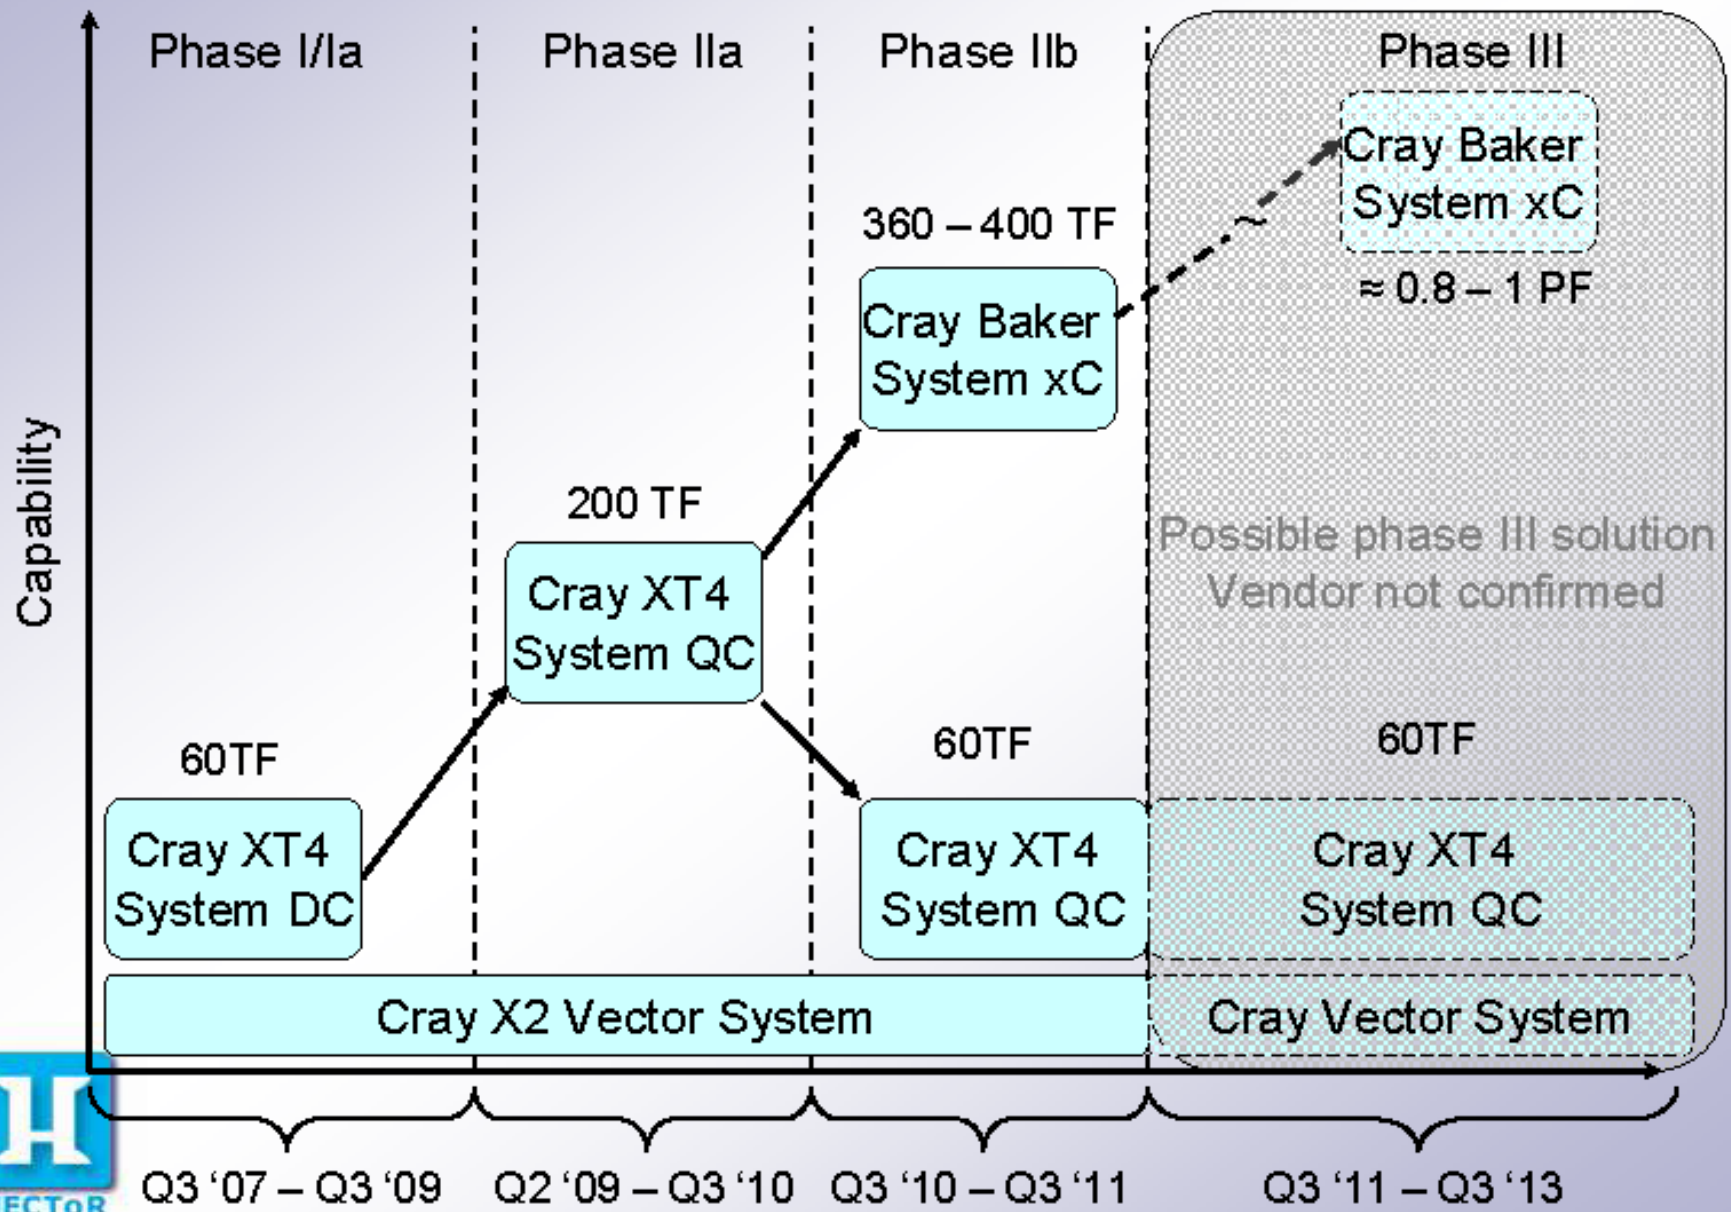 Phase I/Ia
Phase IIa
Phase IIb
Phase III
Cray Baker
System xC
≈ 0.8 – 1 PF
360 – 400 TF
Cray Baker
System xC
Capability
200 TF
Cray XT4
System QC
Possible phase III solution
Vendor not confirmed
60TF
Cray XT4
System DC
60TF
Cray XT4
System QC
60TF
Cray XT4
System QC
Cray X2 Vector System
Cray Vector System
H
ECToR
Q3 ‘07 – Q3 ‘09
Q2 ‘09 – Q3 ‘10
Q3 ‘10 – Q3 ‘11
Q3 ‘11 – Q3 ‘13